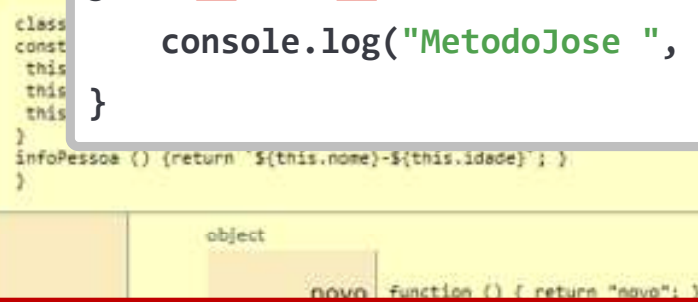 console.log("MetodoJose ",
}
class
const
this
this
this
}
infoPessoa () {return `${this.nome}-${this.idade}`; }
}
object
novo function () { return "novo"; }